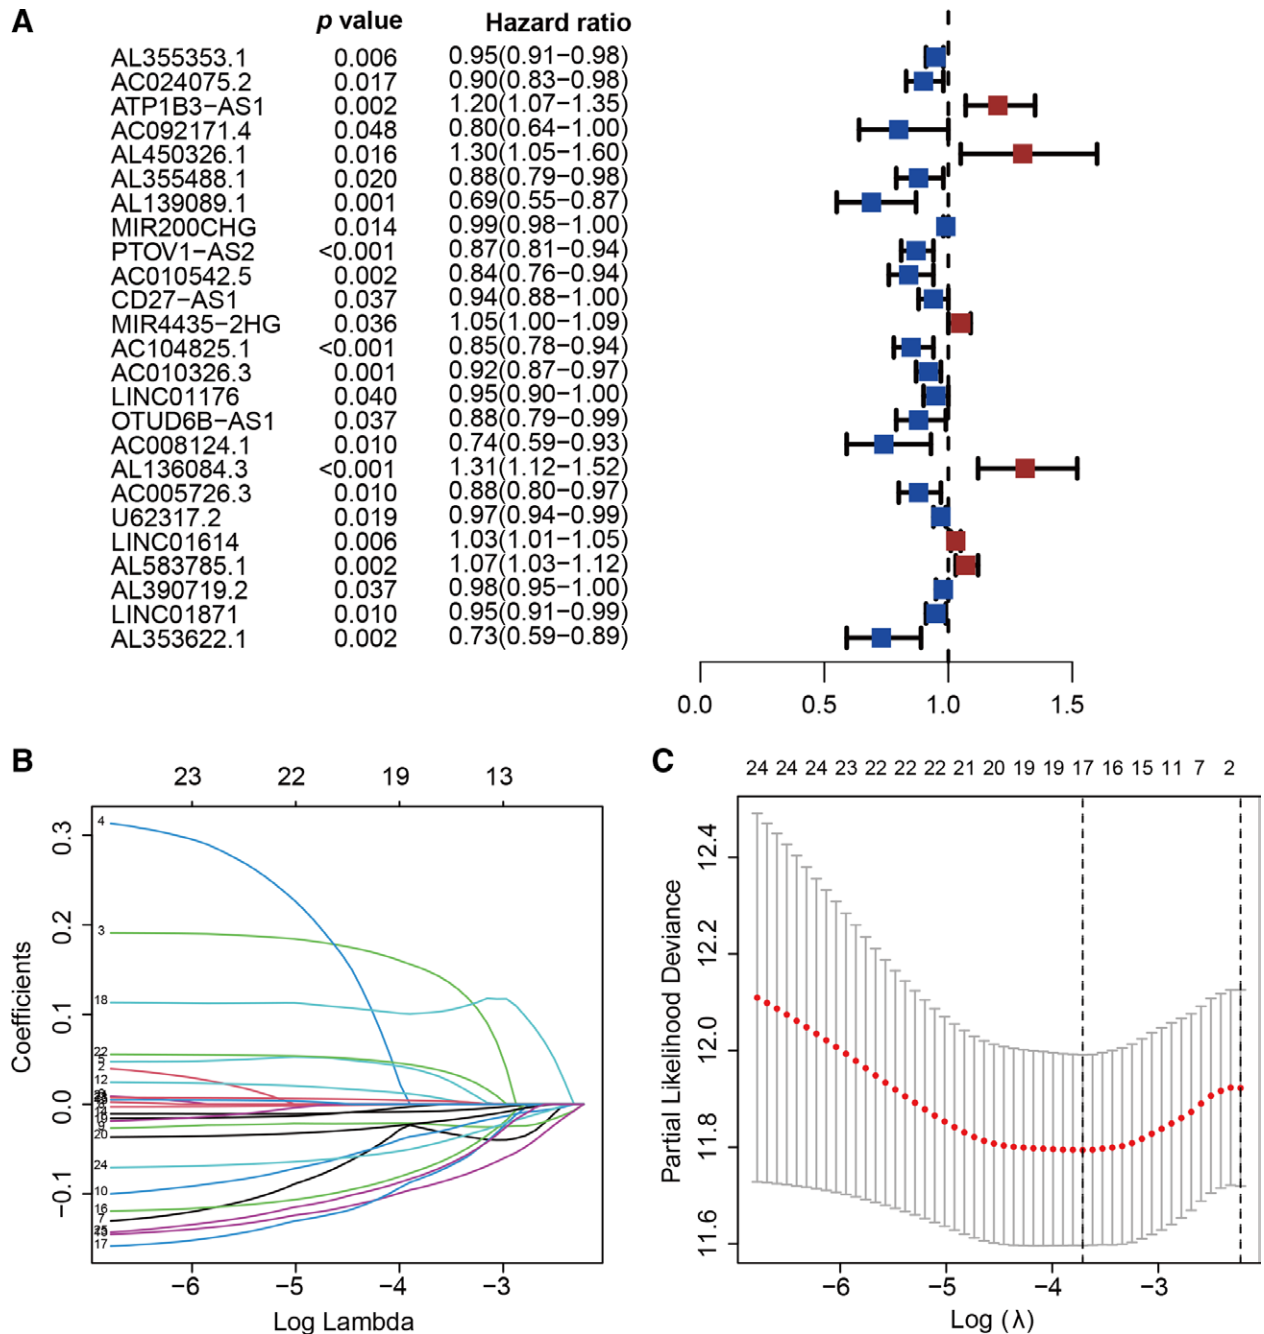 A
p value Hazard ratio
AL355353.1 0.006 0.95(0.91−0.98)
AC024075.2 0.017 0.90(0.83−0.98)
ATP1B3−AS1 0.002 1.20(1.07−1.35)
AC092171.4 0.048 0.80(0.64−1.00)
AL450326.1 0.016 1.30(1.05−1.60)
AL355488.1 0.020 0.88(0.79−0.98)
AL139089.1 0.001 0.69(0.55−0.87)
MIR200CHG 0.014 0.99(0.98−1.00)
PTOV1−AS2 <0.001 0.87(0.81−0.94)
AC010542.5 0.002 0.84(0.76−0.94)
CD27−AS1 0.037 0.94(0.88−1.00)
MIR4435−2HG 0.036 1.05(1.00−1.09)
AC104825.1 <0.001 0.85(0.78−0.94)
AC010326.3 0.001 0.92(0.87−0.97)
LINC01176 0.040 0.95(0.90−1.00)
OTUD6B−AS1 0.037 0.88(0.79−0.99)
AC008124.1 0.010 0.74(0.59−0.93)
AL136084.3 <0.001 1.31(1.12−1.52)
AC005726.3 0.010 0.88(0.80−0.97)
U62317.2 0.019 0.97(0.94−0.99)
LINC01614 0.006 1.03(1.01−1.05)
AL583785.1 0.002 1.07(1.03−1.12)
AL390719.2 0.037 0.98(0.95−1.00)
LINC01871 0.010 0.95(0.91−0.99)
AL353622.1 0.002 0.73(0.59−0.89)
0.0 0.5 1.0 1.5
B
23 22 19 13
Coefficients
0.3
0.2
0.1
0.0
−0.1
4
3
18
22
5
2
12
20
24
10
16
7
17
−6 −5 −4 −3
Log Lambda
C
24 24 24 23 22 22 22 21 20 19 19 17 16 15 11 7 2
Partial Likelihood Deviance
12.4
12.2
12.0
11.8
11.6
−6 −5 −4 −3
Log (λ)